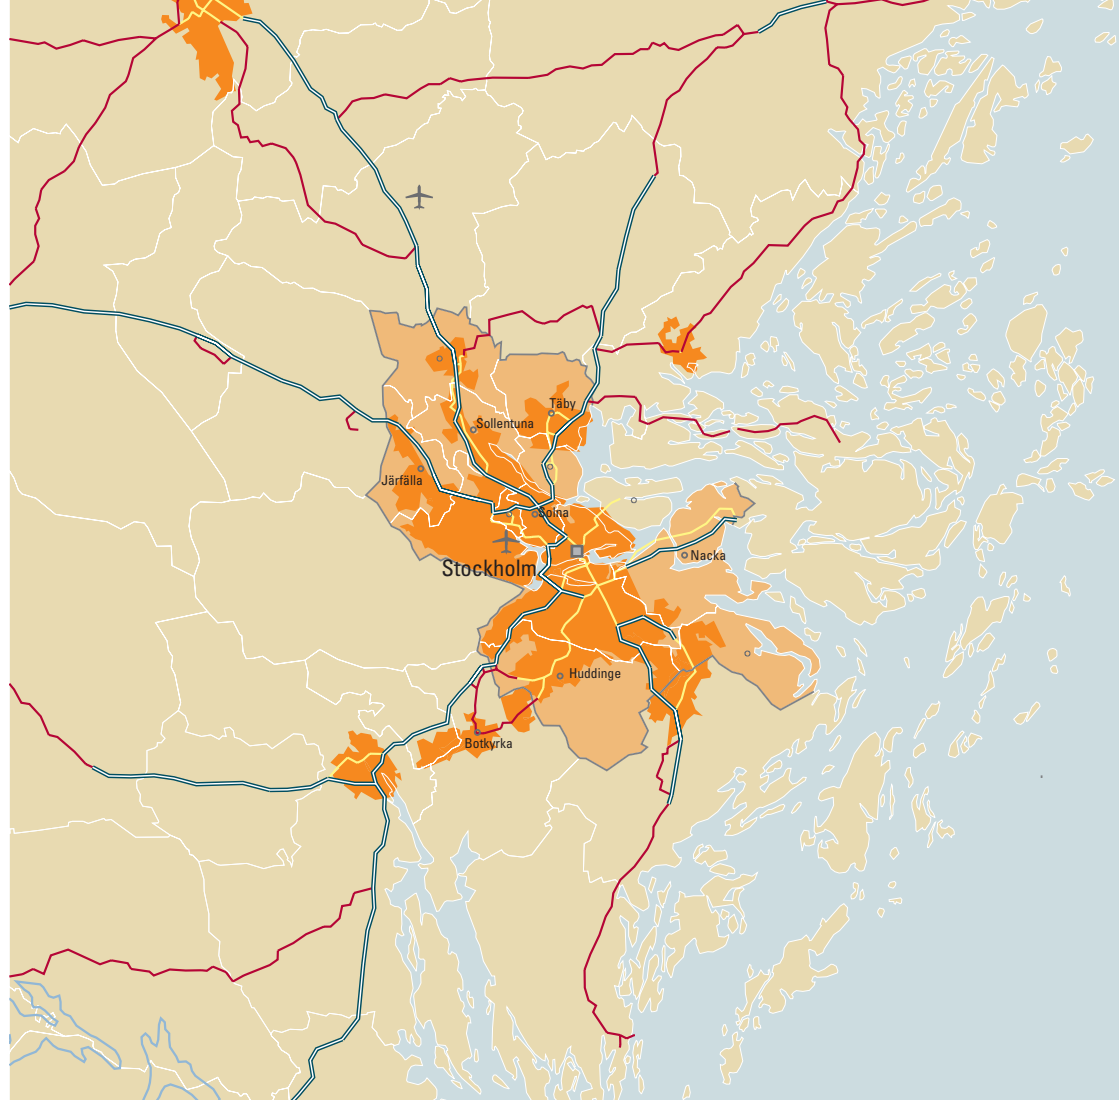 Täby
Sollentuna
Järfälla
Solna
Stockholm
Nacka
Huddinge
Botkyrka